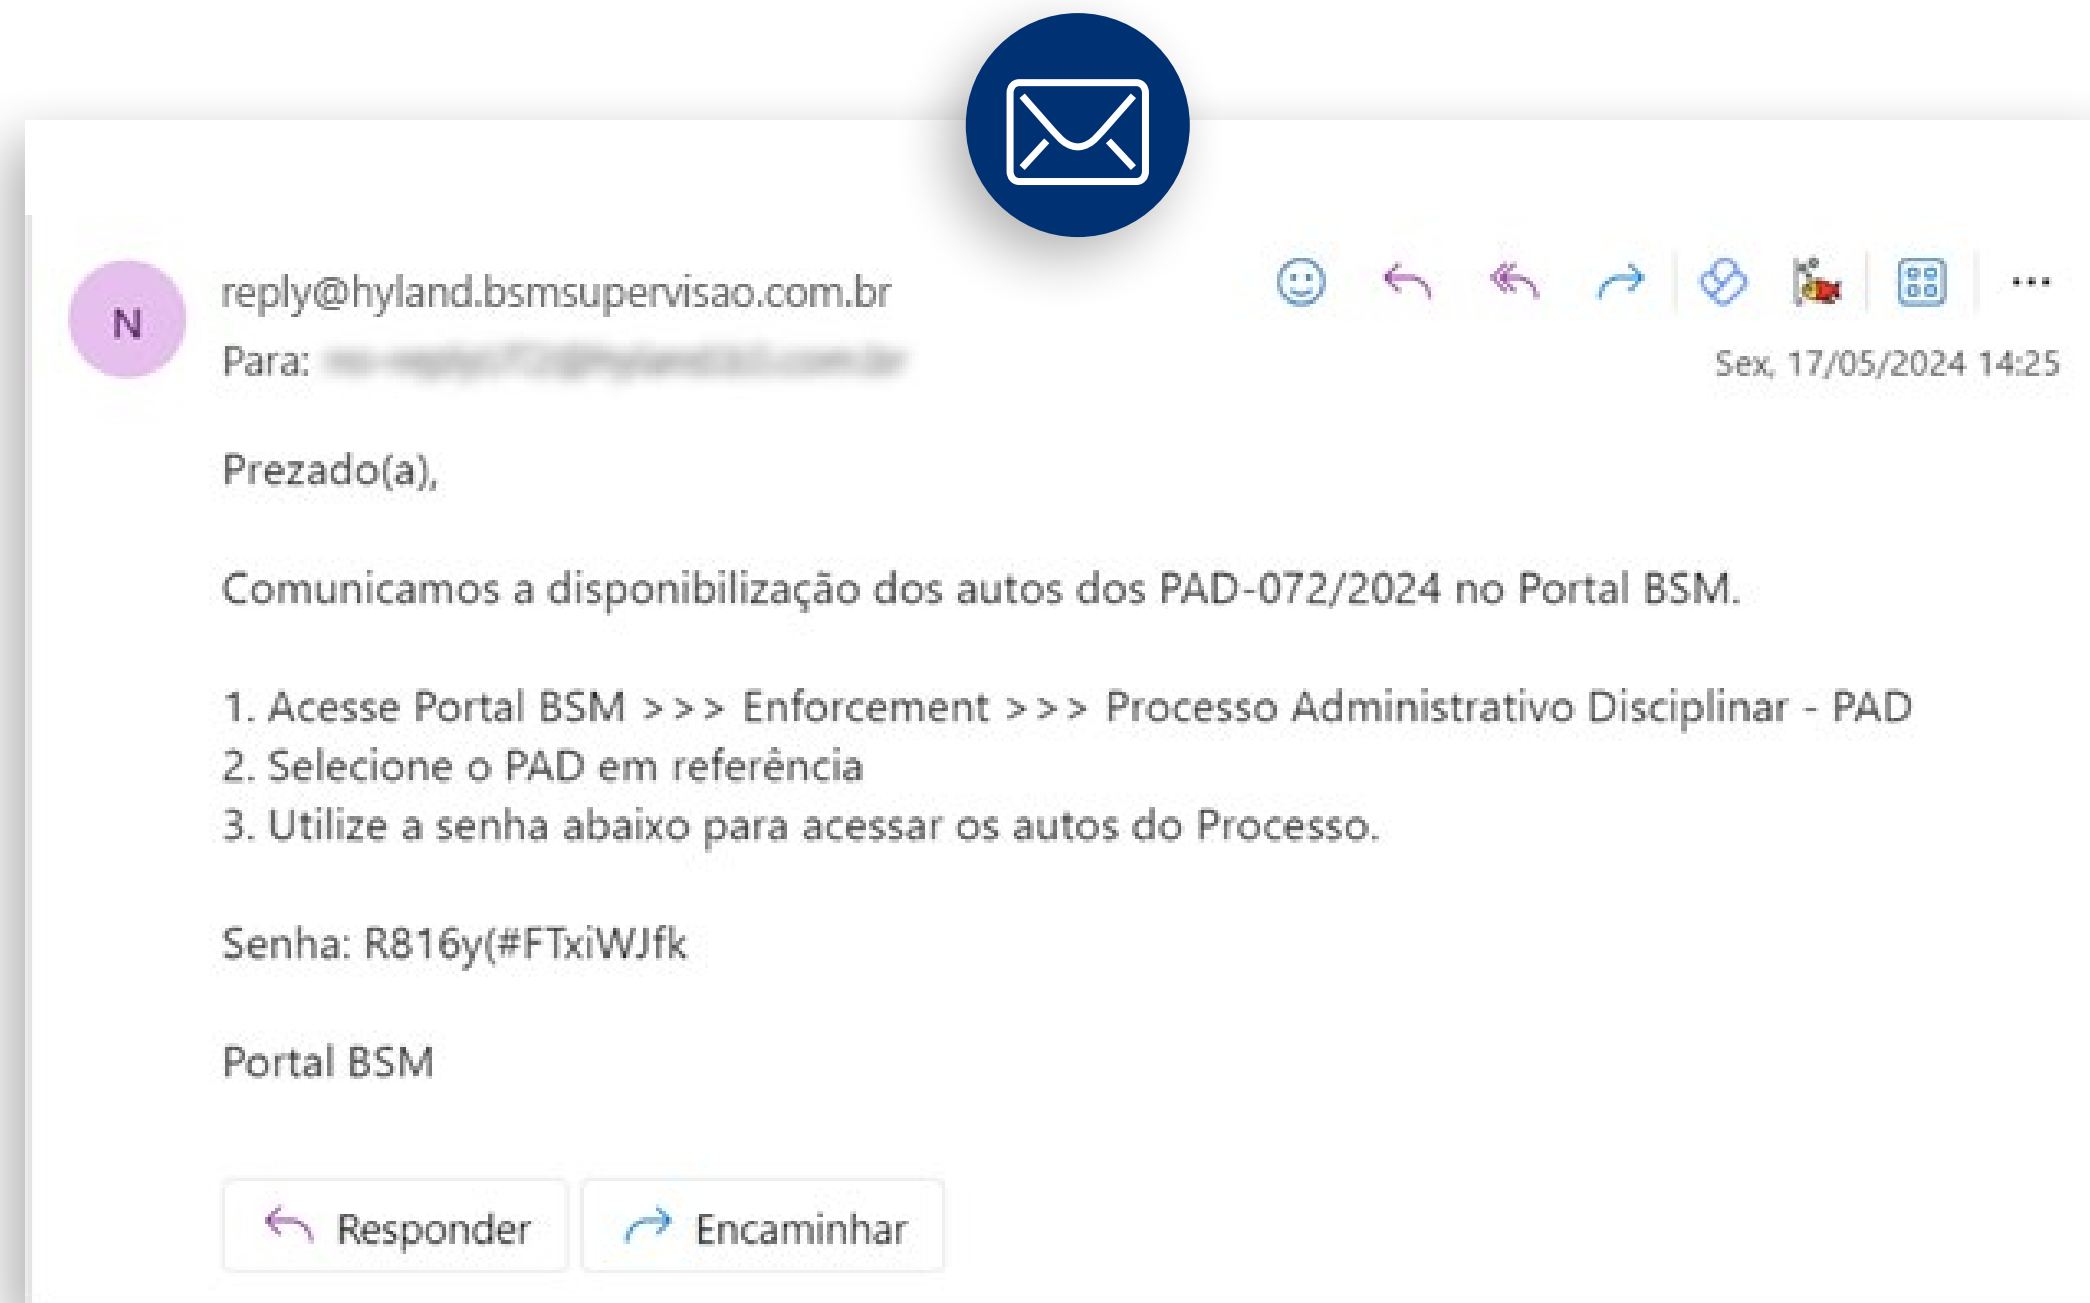 N
reply@hyland.bsmsupervisao.com.br
Para:
Sex, 17/05/2024 14:25
Prezado(a),
Comunicamos a disponibilização dos autos dos PAD-072/2024 no Portal BSM.
1. Acesse Portal BSM >>> Enforcement >>> Processo Administrativo Disciplinar - PAD
2. Selecione o PAD em referência
3. Utilize a senha abaixo para acessar os autos do Processo.
Senha: R816y(#FTxiWJfk
Portal BSM
Responder
Encaminhar